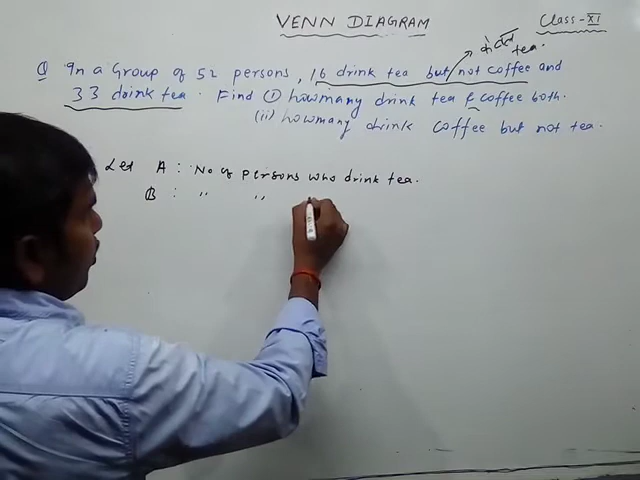 VENN DIAGRAM
Class-XI
tea.
Q In a Group of 52 persons, 16 drink tea but not coffee and
33 drink tea. Find (i) how many drink tea & coffee both.
(ii) how many drink coffee but not tea.
Let A : No of persons who drink tea.
B : " "